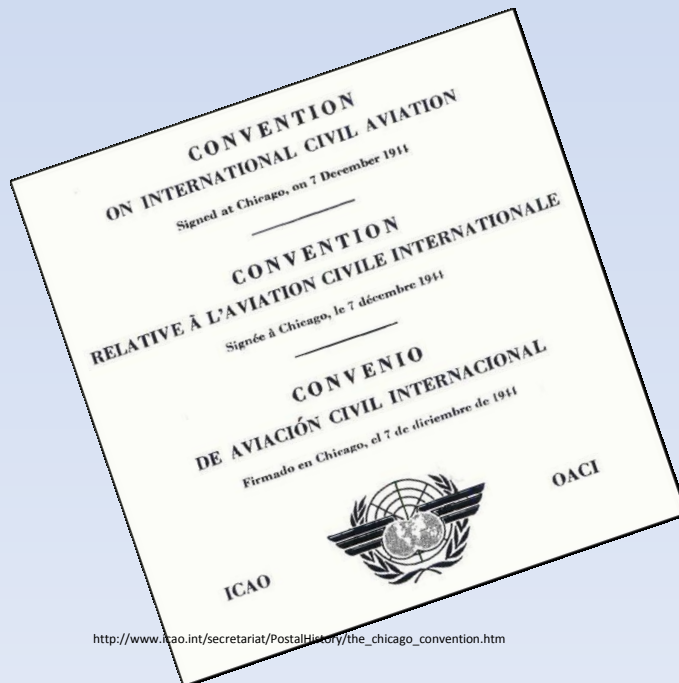 CONVENTION
ON INTERNATIONAL CIVIL AVIATION
Signed at Chicago, on 7 December 1944
CONVENTION
RELATIVE À L'AVIATION CIVILE INTERNATIONALE
Signée à Chicago, le 7 décembre 1944
CONVENIO
DE AVIACIÓN CIVIL INTERNACIONAL
Firmado en Chicago, el 7 de diciembre de 1944
ICAO
OACI
http://www.icao.int/secretariat/PostalHistory/the_chicago_convention.htm